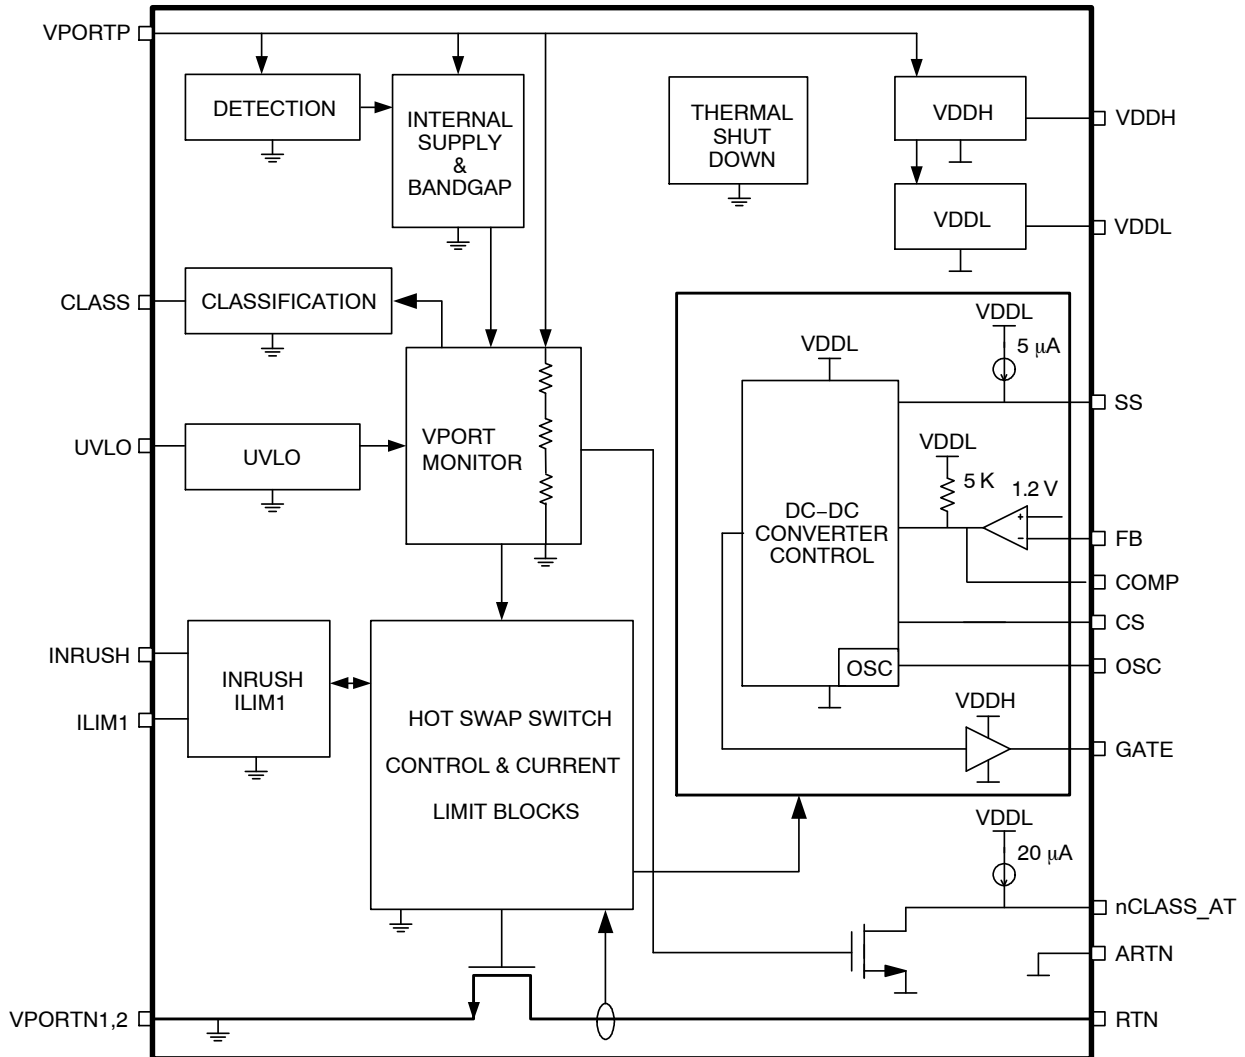 VPORTP
DETECTION
INTERNAL
SUPPLY
&
BANDGAP
THERMAL
SHUT
DOWN
VDDH
VDDH
VDDL
VDDL
CLASS
CLASSIFICATION
VDDL
5 μA
VDDL
SS
UVLO
UVLO
VPORT
MONITOR
VDDL
5 K
1.2 V
+
−
DC−DC
CONVERTER
CONTROL
FB
COMP
CS
OSC
OSC
INRUSH
ILIM1
INRUSH
ILIM1
HOT SWAP SWITCH
CONTROL & CURRENT
LIMIT BLOCKS
VDDH
GATE
VDDL
20 μA
nCLASS_AT
ARTN
VPORTN1,2
RTN